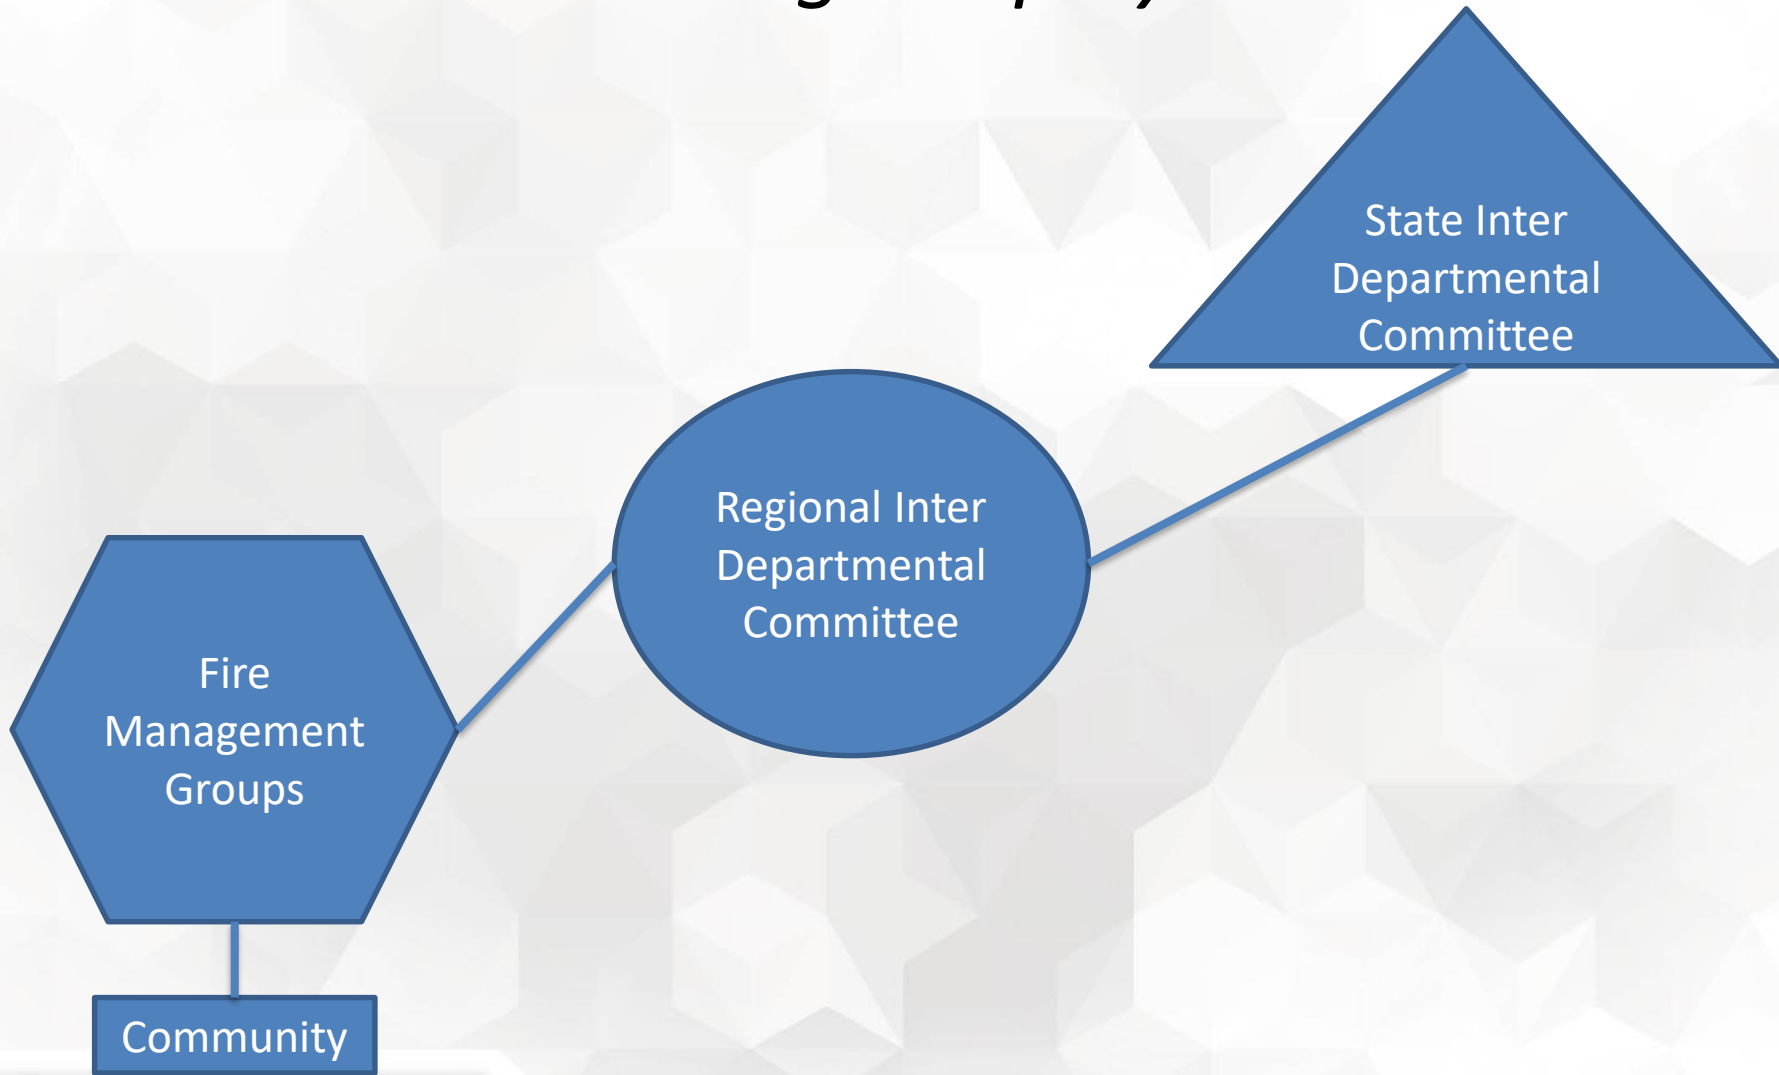 State Inter
Departmental
Committee
Regional Inter
Departmental
Committee
Fire
Management
Groups
Community